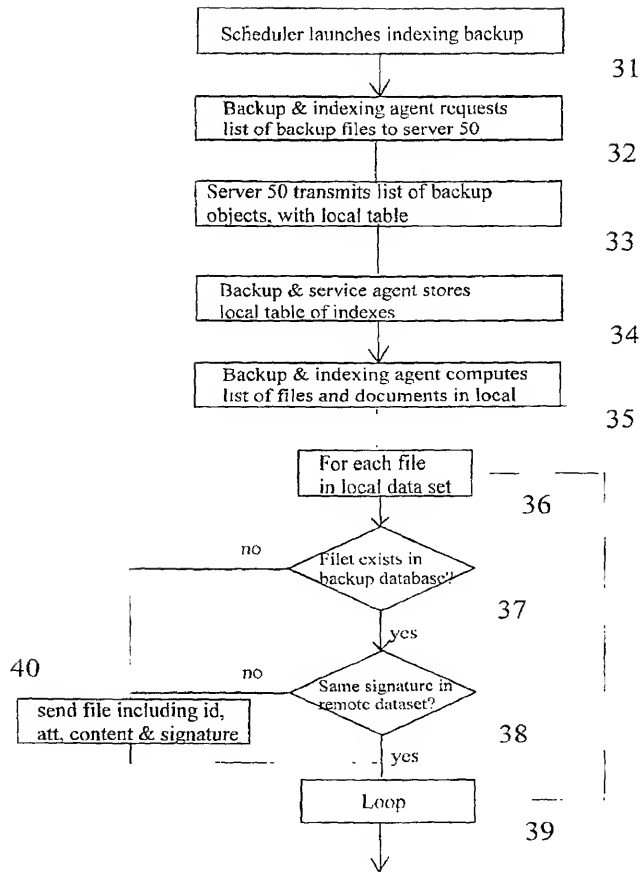 Scheduler launches indexing backup
31
Backup & indexing agent requests
list of backup files to server 50
32
Server 50 transmits list of backup
objects, with local table
33
Backup & service agent stores
local table of indexes
34
Backup & indexing agent computes
list of files and documents in local
35
For each file
in local data set
36
no
Filet exists in
backup database?
37
yes
40
no
Same signature in
remote dataset?
38
send file including id,
att, content & signature
yes
Loop
39